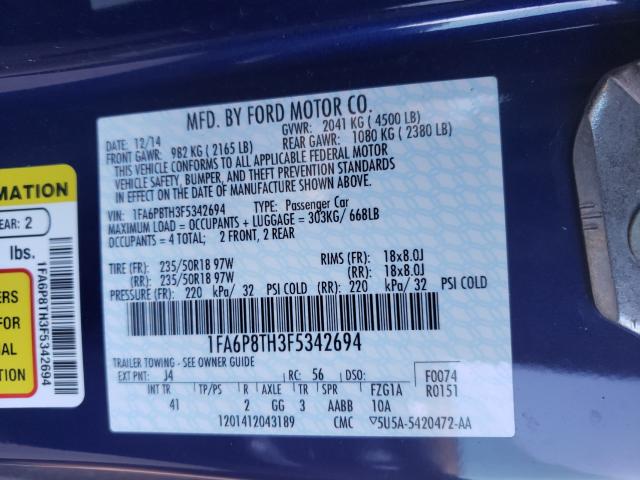 MFD. BY FORD MOTOR CO.
DATE: 12/14 GVWR: 2041 KG ( 4500 LB)
FRONT GAWR: 982 KG ( 2165 LB) REAR GAWR: 1080 KG ( 2380LB)
THIS VEHICLE CONFORMS TO ALL APPLICABLE FEDERAL MOTOR
VEHICLE SAFETY, BUMPER, AND THEFT PREVENTION STANDARDS
IN EFFECT ON THE DATE OF MANUFACTURE SHOWN ABOVE.
VIN: 1FA6P8TH3F5342694 TYPE: Passenger Car
MAXIMUM LOAD = OCCUPANTS + LUGGAGE = 303KG/ 668LB
OCCUPANTS = 4 TOTAL; 2 FRONT, 2 REAR
TIRE (FR): 235/50R18 97W RIMS (FR): 18x8.0J
(RR): 235/50R18 97W (RR): 18x8.0J
PRESSURE (FR): 220 kPa/ 32 PSI COLD (RR): 220 kPa/ 32 PSI COLD
1FA6P8TH3F5342694
TRAILER TOWING - SEE OWNER GUIDE
EXT PNT: J4 RC: 56 DSO: F0074
INT TR TP/PS R AXLE TR SPR FZG1A R0151
41 2 GG 3 AABB 10A
1201412043189 CMC ▽5U5A-5420472-AA
RMATION
EAR: 2
lbs.
ERS
FOR
NAL
ION
1FA6P8TH3F5342694